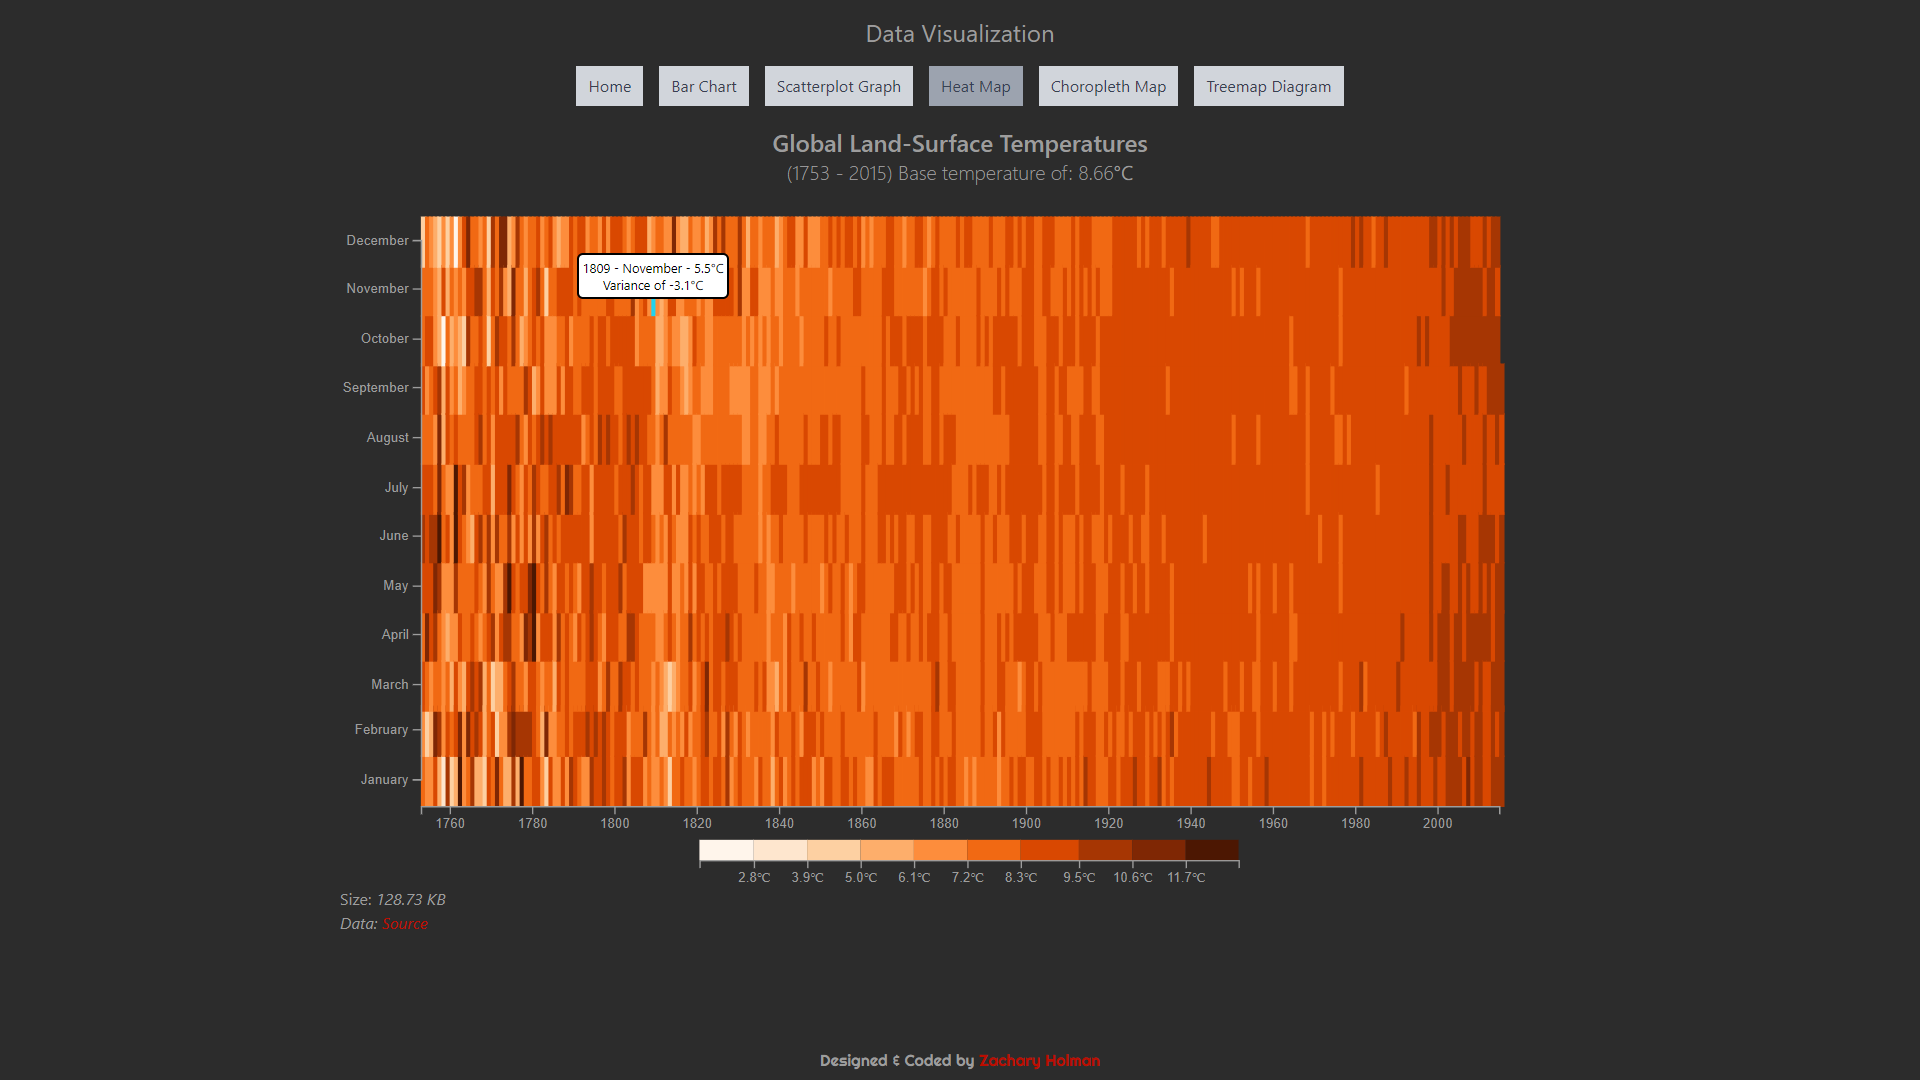 Data Visualization
Home Bar Chart Scatterplot Graph Heat Map Choropleth Map Treemap Diagram
Global Land-Surface Temperatures
(1753 - 2015) Base temperature of: 8.66°C
December
1809 - November - 5.5°C
Variance of -3.1°C
November
October
September
August
July
June
May
April
March
February
January
1760 1780 1800 1820 1840 1860 1880 1900 1920 1940 1960 1980 2000
2.8°C 3.9°C 5.0°C 6.1°C 7.2°C 8.3°C 9.5°C 10.6°C 11.7°C
Size: 128.73 KB
Data: Source
Designed & Coded by Zachary Holman